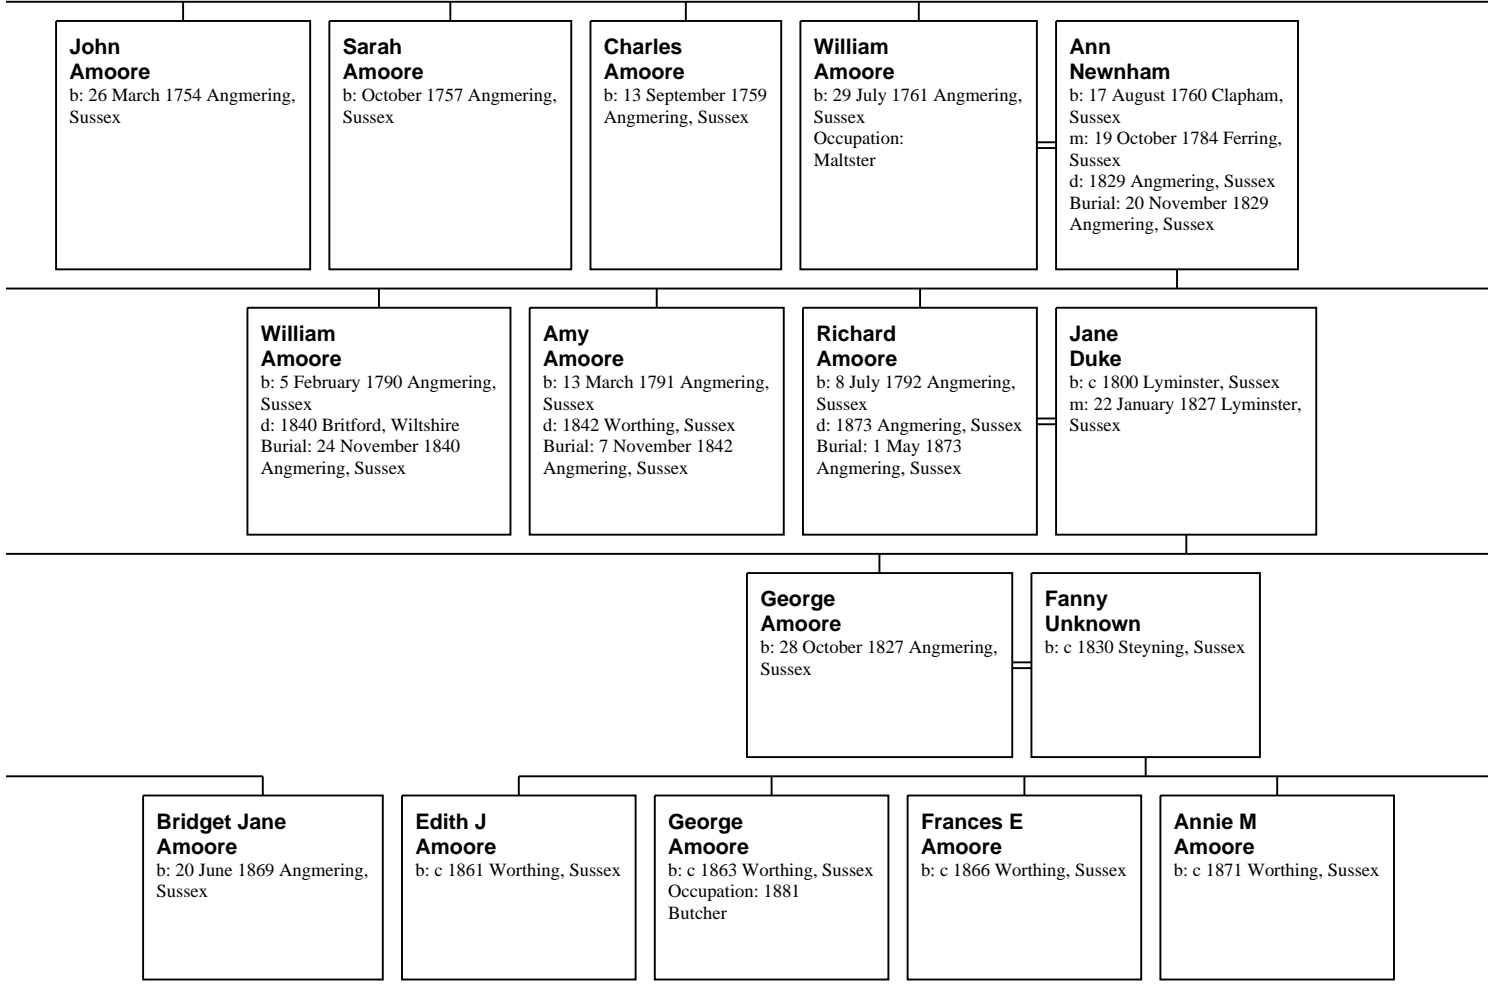 John
Amoore
b: 26 March 1754 Angmering,
Sussex
Sarah
Amoore
b: October 1757 Angmering,
Sussex
Charles
Amoore
b: 13 September 1759
Angmering, Sussex
William
Amoore
b: 29 July 1761 Angmering,
Sussex
Occupation:
Maltster
Ann
Newnham
b: 17 August 1760 Clapham,
Sussex
m: 19 October 1784 Ferring,
Sussex
d: 1829 Angmering, Sussex
Burial: 20 November 1829
Angmering, Sussex
William
Amoore
b: 5 February 1790 Angmering,
Sussex
d: 1840 Britford, Wiltshire
Burial: 24 November 1840
Angmering, Sussex
Amy
Amoore
b: 13 March 1791 Angmering,
Sussex
d: 1842 Worthing, Sussex
Burial: 7 November 1842
Angmering, Sussex
Richard
Amoore
b: 8 July 1792 Angmering,
Sussex
d: 1873 Angmering, Sussex
Burial: 1 May 1873
Angmering, Sussex
Jane
Duke
b: c 1800 Lyminster, Sussex
m: 22 January 1827 Lyminster,
Sussex
George
Amoore
b: 28 October 1827 Angmering,
Sussex
Fanny
Unknown
b: c 1830 Steyning, Sussex
Bridget Jane
Amoore
b: 20 June 1869 Angmering,
Sussex
Edith J
Amoore
b: c 1861 Worthing, Sussex
George
Amoore
b: c 1863 Worthing, Sussex
Occupation: 1881
Butcher
Frances E
Amoore
b: c 1866 Worthing, Sussex
Annie M
Amoore
b: c 1871 Worthing, Sussex